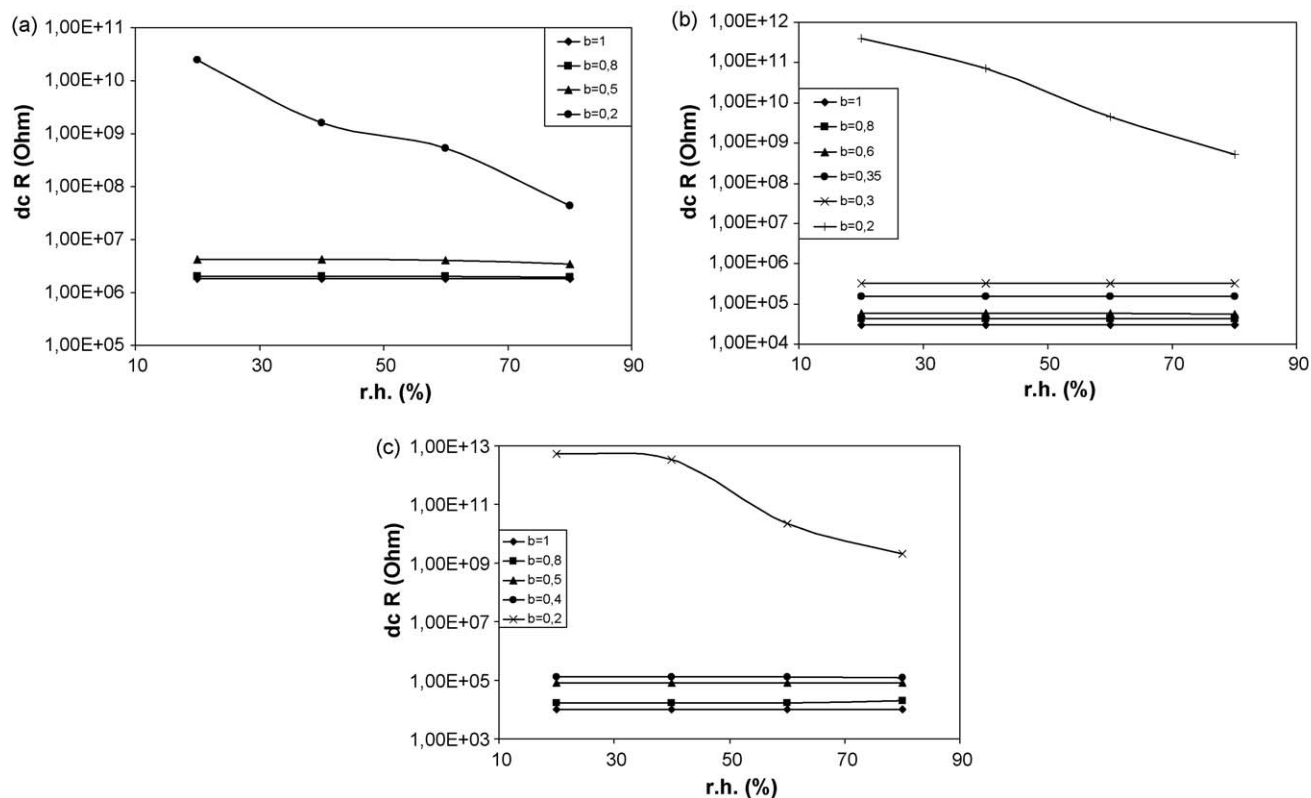 (a)
1,00E+11
1,00E+10
1,00E+09
1,00E+08
1,00E+07
1,00E+06
1,00E+05
dc R (Ohm)
10 30 50 70 90
r.h. (%)
b=1
b=0,8
b=0,5
b=0,2
(b)
1,00E+12
1,00E+11
1,00E+10
1,00E+09
1,00E+08
1,00E+07
1,00E+06
1,00E+05
1,00E+04
dc R (Ohm)
10 30 50 70 90
r.h. (%)
b=1
b=0,8
b=0,6
b=0,35
b=0,3
b=0,2
(c)
1,00E+13
1,00E+11
1,00E+09
1,00E+07
1,00E+05
1,00E+03
dc R (Ohm)
10 30 50 70 90
r.h. (%)
b=1
b=0,8
b=0,5
b=0,4
b=0,2